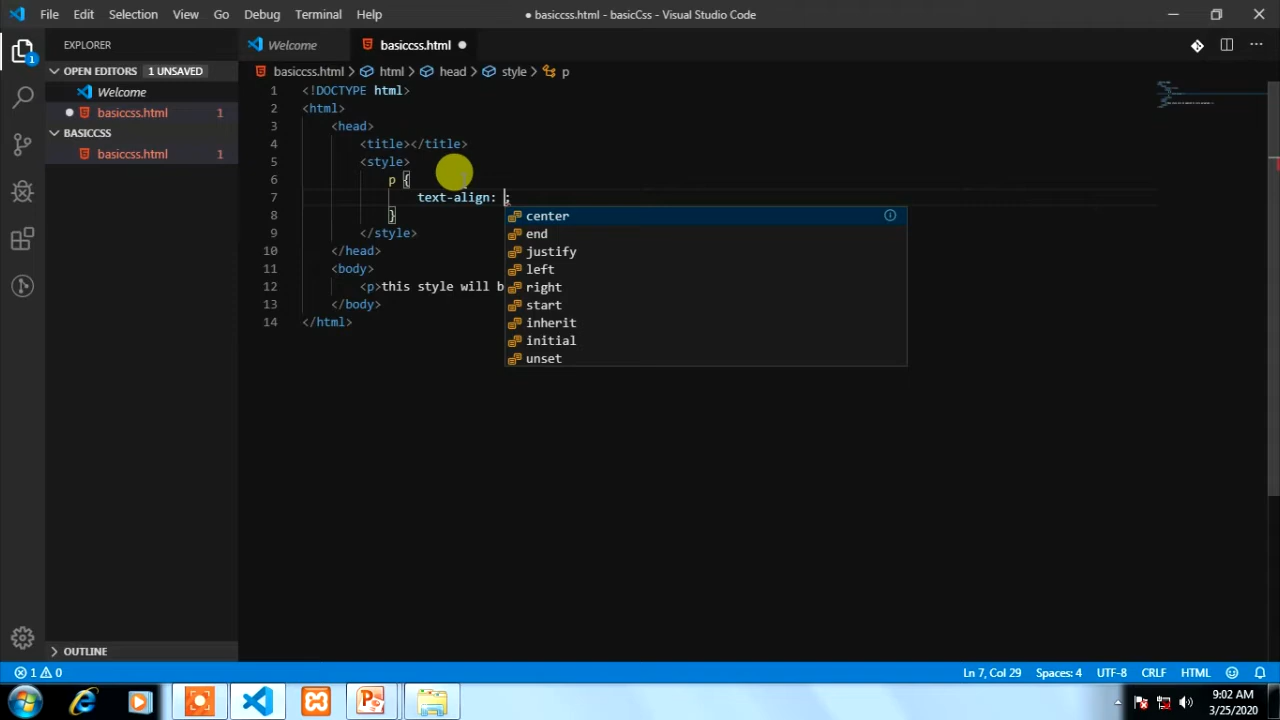 File Edit Selection View Go Debug Terminal Help
● basiccss.html - basicCss - Visual Studio Code
EXPLORER
Welcome
basiccss.html
OPEN EDITORS 1 UNSAVED
Welcome
basiccss.html 1
BASICCSS
basiccss.html 1
basiccss.html > html > head > style > p
1 <!DOCTYPE html>
2 <html>
3 <head>
4 <title></title>
5 <style>
6 p {
7 text-align: ;
8 }
9 </style>
10 </head>
11 <body>
12 <p>this style will b
13 </body>
14 </html>
center
end
justify
left
right
start
inherit
initial
unset
OUTLINE
1 0
Ln 7, Col 29 Spaces: 4 UTF-8 CRLF HTML
9:02 AM
3/25/2020